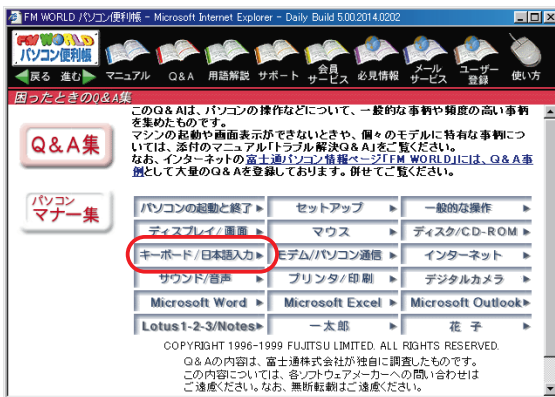 FM WORLD パソコン便利帳 - Microsoft Internet Explorer - Daily Build 5.00.2014.0202
FM WORLD
パソコン便利帳
戻る 進む マニュアル Q&A 用語解説 サポート 会員サービス 必見情報 メールサービス ユーザー登録 使い方
困ったときのQ&A集
このQ&Aは、パソコンの操作などについて、一般的な事柄や頻度の高い事柄
を集めたものです。
マシンの起動や画面表示ができないときや、個々のモデルに特有な事柄につ
いては、添付のマニュアル「トラブル解決Q&A」をご覧ください。
なお、インターネットの富士通パソコン情報ページ「FM WORLD」には、Q&A事
例として大量のQ&Aを登録しております。併せてご覧ください。
Q&A集
パソコン
マナー集
パソコンの起動と終了 セットアップ 一般的な操作
ディスプレイ/画面 マウス ディスク/CD-ROM
キーボード/日本語入力 モデム/パソコン通信 インターネット
サウンド/音声 プリンタ/印刷 デジタルカメラ
Microsoft Word Microsoft Excel Microsoft Outlook
Lotus1-2-3/Notes 一太郎 花子
COPYRIGHT 1996-1999 FUJITSU LIMITED. ALL RIGHTS RESERVED.
Q&Aの内容は、富士通株式会社が独自に調査したものです。
この内容については、各ソフトウェアメーカーへの問い合わせは
ご遠慮ください。なお、無断転載はご遠慮ください。